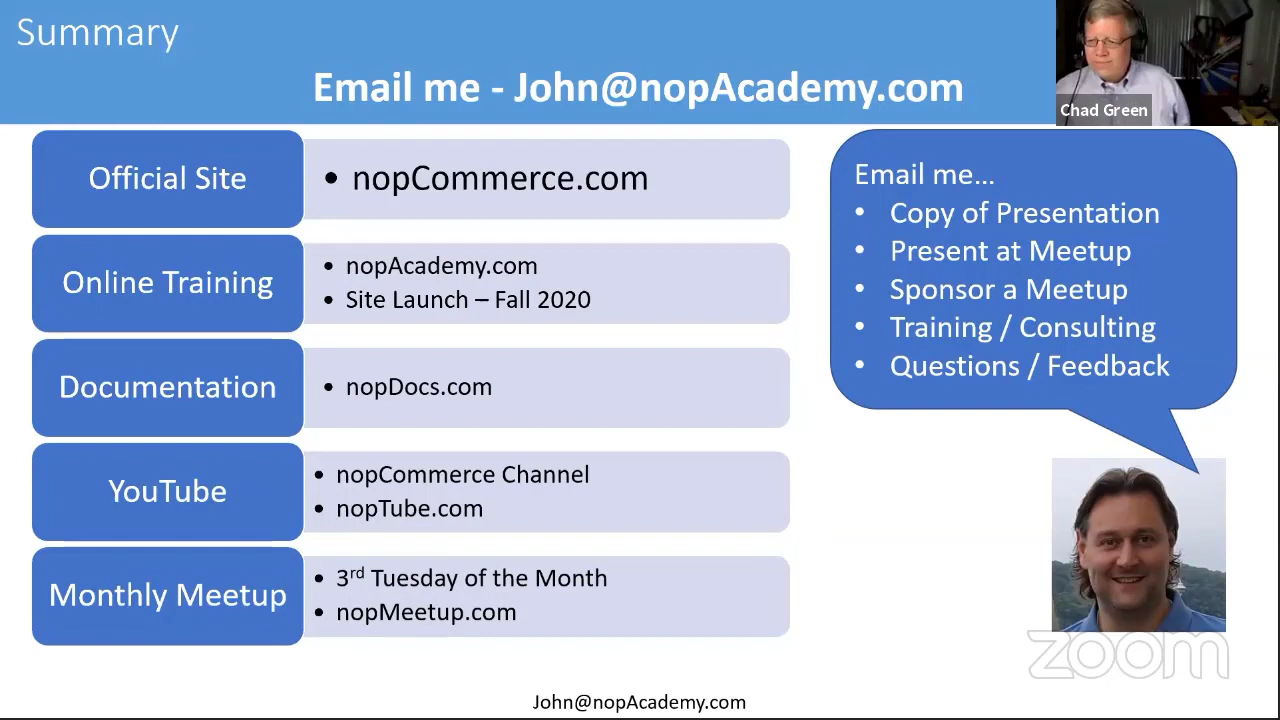 Summary
Email me - John@nopAcademy.com
Chad Green
Official Site
• nopCommerce.com
Online Training
• nopAcademy.com
• Site Launch – Fall 2020
Documentation
• nopDocs.com
YouTube
• nopCommerce Channel
• nopTube.com
Monthly Meetup
• 3rd Tuesday of the Month
• nopMeetup.com
Email me...
• Copy of Presentation
• Present at Meetup
• Sponsor a Meetup
• Training / Consulting
• Questions / Feedback
zoom
John@nopAcademy.com